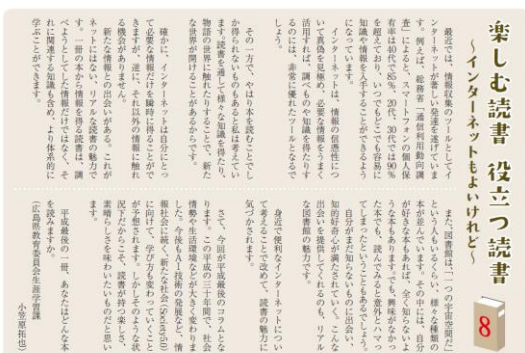 楽しむ読書 役立つ読書
8
～インターネットもよいけれど～
最近では、情報収集のツールとしてイ
ンターネットが著しい発達を遂げていま
す。例えば、総務省「通信利用動向調
査」によると、スマートフォンの個人保
有率は40代で85％、20代、30代では90％
を超えており、いつでもどこでも容易に
知識や情報を入手することができるよう
になっています。
インターネットは、情報の信憑性につ
いて真偽を見極め、必要な情報をうまく
活用すれば、調べものや知識を得たりす
るのには、非常に優れたツールとなるで
しょう。
その一方で、やはり本を読むことでし
か得られないものもあると私は考えてい
ます。読書を通して様々な知識を得たり、
物語の世界に触れたりすることで、新た
な世界が開けることがあるからです。
確かに、インターネットは自分にとっ
て必要な情報だけを瞬時に得ることがで
きますが、逆に、それ以外の情報に触れ
る機会がありません。
新たな情報との出会いがある。これが
ネットにはない、リアルな読書の魅力で
す。一冊の本から情報を得る読書は、調
べようとしてした情報だけではなく、そ
れに関連する知識も含め、より体系的に
学ぶことができます。
また、「図書館は、一つの宇宙空間だ」
という人もいるくらい、様々な種類の
本が並んでいます。その中には、自分
が好きな本もあれば、全く知らないよ
うな本もあります。でも、興味がなかっ
た本でも、読んでみると意外とハマっ
てしまったということもあるでしょう。
自分がまだ知らないものに出会い、
知的好奇心が満たされていく。こんな
出会いを提供してくれるのも、リアル
な図書館の魅力です。
身近で便利なインターネットについ
て考えることで改めて、読書の魅力に
気づかされます。
さて、今回が平成最後のコラムとな
ります。この平成の三十年間で、社会
情勢や生活環境などが大きく変わりま
した。今後もAI技術の発展など、情
報社会に続く、新たな社会(Society5.0)
に向けて、学び方も変わっていくこと
が予想されます。しかしそのような状
況下だからこそ、読書が持つ楽しさ、
素晴らしさを味わいたいものだと思い
ます。
平成最後の一冊、あなたはどんな本
を読みますか。
(広島県教育委員会生涯学習課
小笠原拓也)